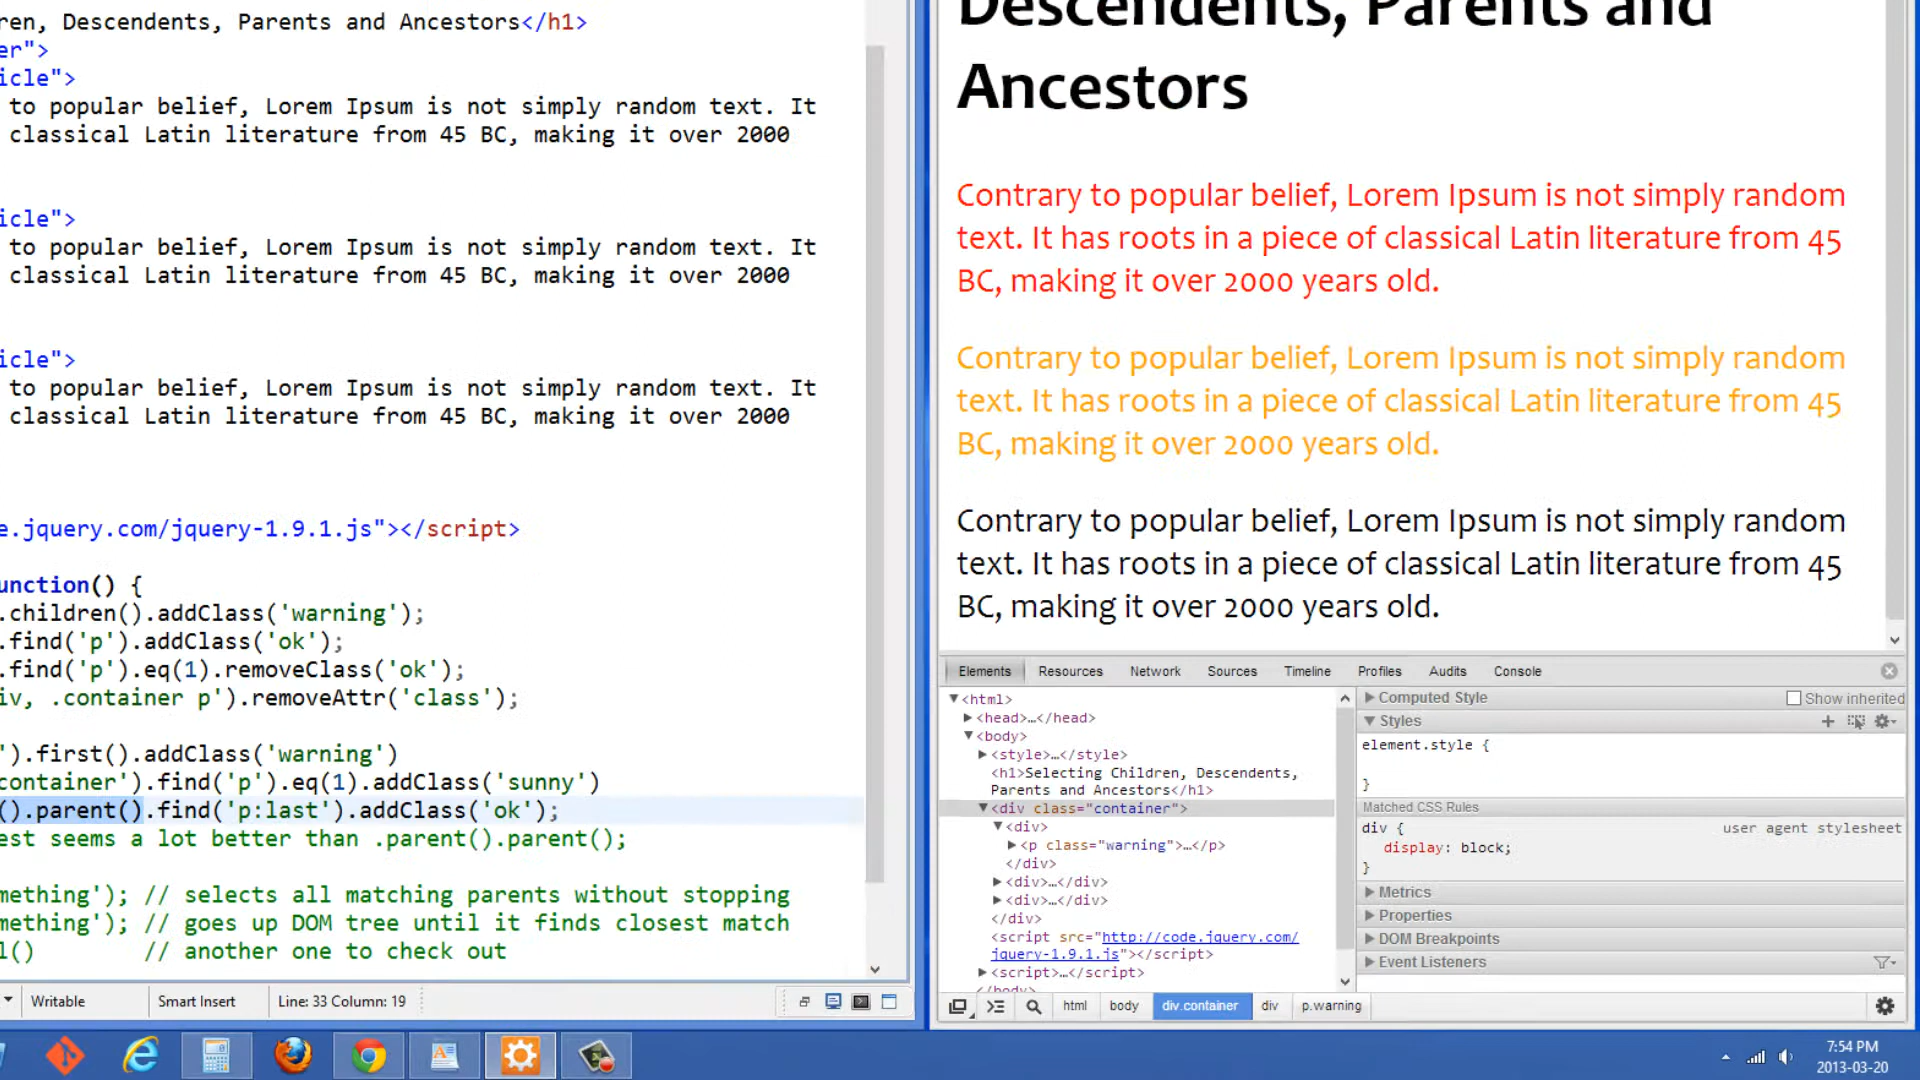 ren, Descendents, Parents and Ancestors</h1>
er">
icle">
to popular belief, Lorem Ipsum is not simply random text. It
classical Latin literature from 45 BC, making it over 2000
icle">
to popular belief, Lorem Ipsum is not simply random text. It
classical Latin literature from 45 BC, making it over 2000
icle">
to popular belief, Lorem Ipsum is not simply random text. It
classical Latin literature from 45 BC, making it over 2000
e.jquery.com/jquery-1.9.1.js"></script>
unction() {
.children().addClass('warning');
.find('p').addClass('ok');
.find('p').eq(1).removeClass('ok');
iv, .container p').removeAttr('class');
').first().addClass('warning')
container').find('p').eq(1).addClass('sunny')
().parent().find('p:last').addClass('ok');
est seems a lot better than .parent().parent();
mething'); // selects all matching parents without stopping
mething'); // goes up DOM tree until it finds closest match
l() // another one to check out
Writable Smart Insert Line: 33 Column: 19
Descendents, Parents and
Ancestors
Contrary to popular belief, Lorem Ipsum is not simply random
text. It has roots in a piece of classical Latin literature from 45
BC, making it over 2000 years old.
Contrary to popular belief, Lorem Ipsum is not simply random
text. It has roots in a piece of classical Latin literature from 45
BC, making it over 2000 years old.
Contrary to popular belief, Lorem Ipsum is not simply random
text. It has roots in a piece of classical Latin literature from 45
BC, making it over 2000 years old.
Elements Resources Network Sources Timeline Profiles Audits Console
<html>
<head>…</head>
<body>
<style>…</style>
<h1>Selecting Children, Descendents,
Parents and Ancestors</h1>
<div class="container">
<div>
<p class="warning">…</p>
</div>
<div>…</div>
<div>…</div>
</div>
<script src="http://code.jquery.com/
jquery-1.9.1.js"></script>
<script>…</script>
</body>
Computed Style Show inherited
Styles
element.style {
}
Matched CSS Rules
div { user agent stylesheet
display: block;
}
Metrics
Properties
DOM Breakpoints
Event Listeners
html body div.container div p.warning
7:54 PM
2013-03-20